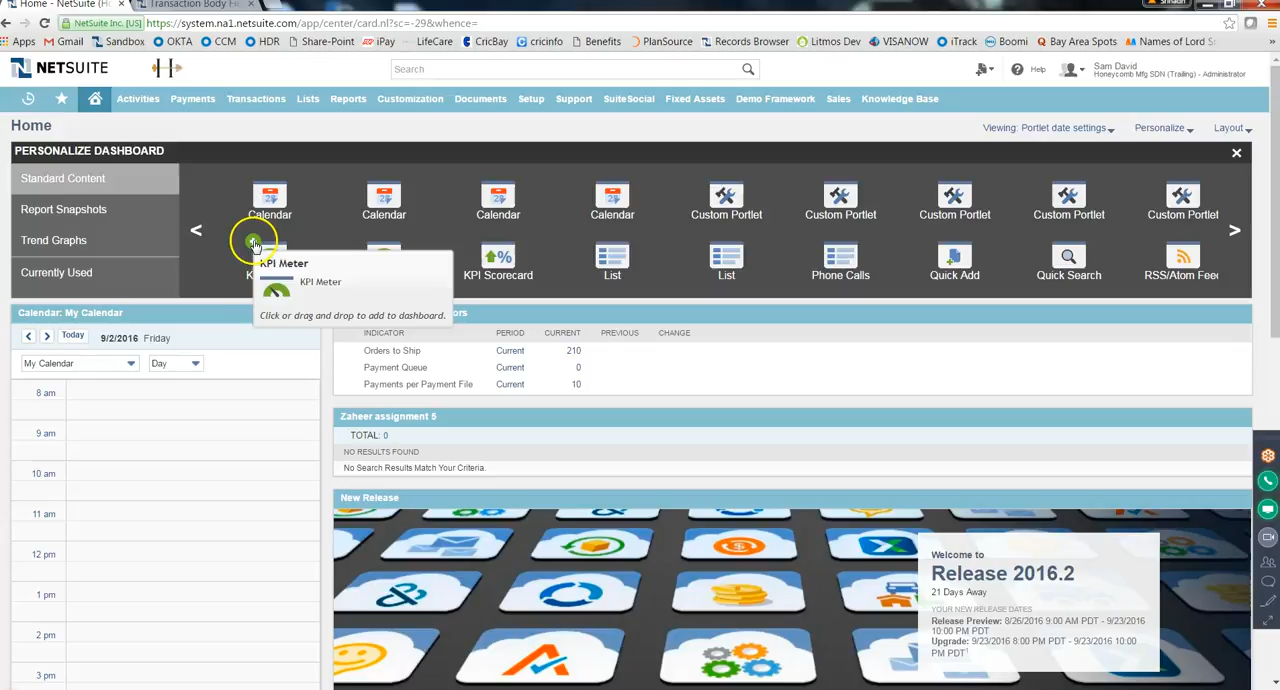 Home - NetSuite (Ho
Transaction Body H
NetSuite Inc. [US]
https://system.na1.netsuite.com/app/center/card.nl?sc=-29&whence=
Apps
Gmail
Sandbox
OKTA
CCM
HDR
Share-Point
iPay
LifeCare
CricBay
cricinfo
Benefits
PlanSource
Records Browser
Litmos Dev
VISANOW
iTrack
Boomi
Bay Area Spots
Names of Lord S
NETSUITE
Search
Help
Sam David
Honeycomb Mfg SDN (Trailing) - Administrator
Activities
Payments
Transactions
Lists
Reports
Customization
Documents
Setup
Support
SuiteSocial
Fixed Assets
Demo Framework
Sales
Knowledge Base
Home
Viewing: Portlet date settings
Personalize
Layout
PERSONALIZE DASHBOARD
Standard Content
Report Snapshots
Trend Graphs
Currently Used
Calendar
Calendar
Calendar
Calendar
Custom Portlet
Custom Portlet
Custom Portlet
Custom Portlet
Custom Portlet
KPI Scorecard
List
List
Phone Calls
Quick Add
Quick Search
RSS/Atom Feed
KPI Meter
KPI Meter
Click or drag and drop to add to dashboard.
Calendar: My Calendar
Today
9/2/2016 Friday
My Calendar
Day
8 am
9 am
10 am
11 am
12 pm
1 pm
2 pm
3 pm
INDICATOR PERIOD CURRENT PREVIOUS CHANGE
Orders to Ship Current 210
Payment Queue Current 0
Payments per Payment File Current 10
Zaheer assignment 5
TOTAL: 0
NO RESULTS FOUND
No Search Results Match Your Criteria.
New Release
Welcome to
Release 2016.2
21 Days Away
YOUR NEW RELEASE DATES
Release Preview: 8/26/2016 9:00 AM PDT - 9/23/2016
10:00 PM PDT
Upgrade: 9/23/2016 8:00 PM PDT - 9/23/2016 10:00
PM PDT